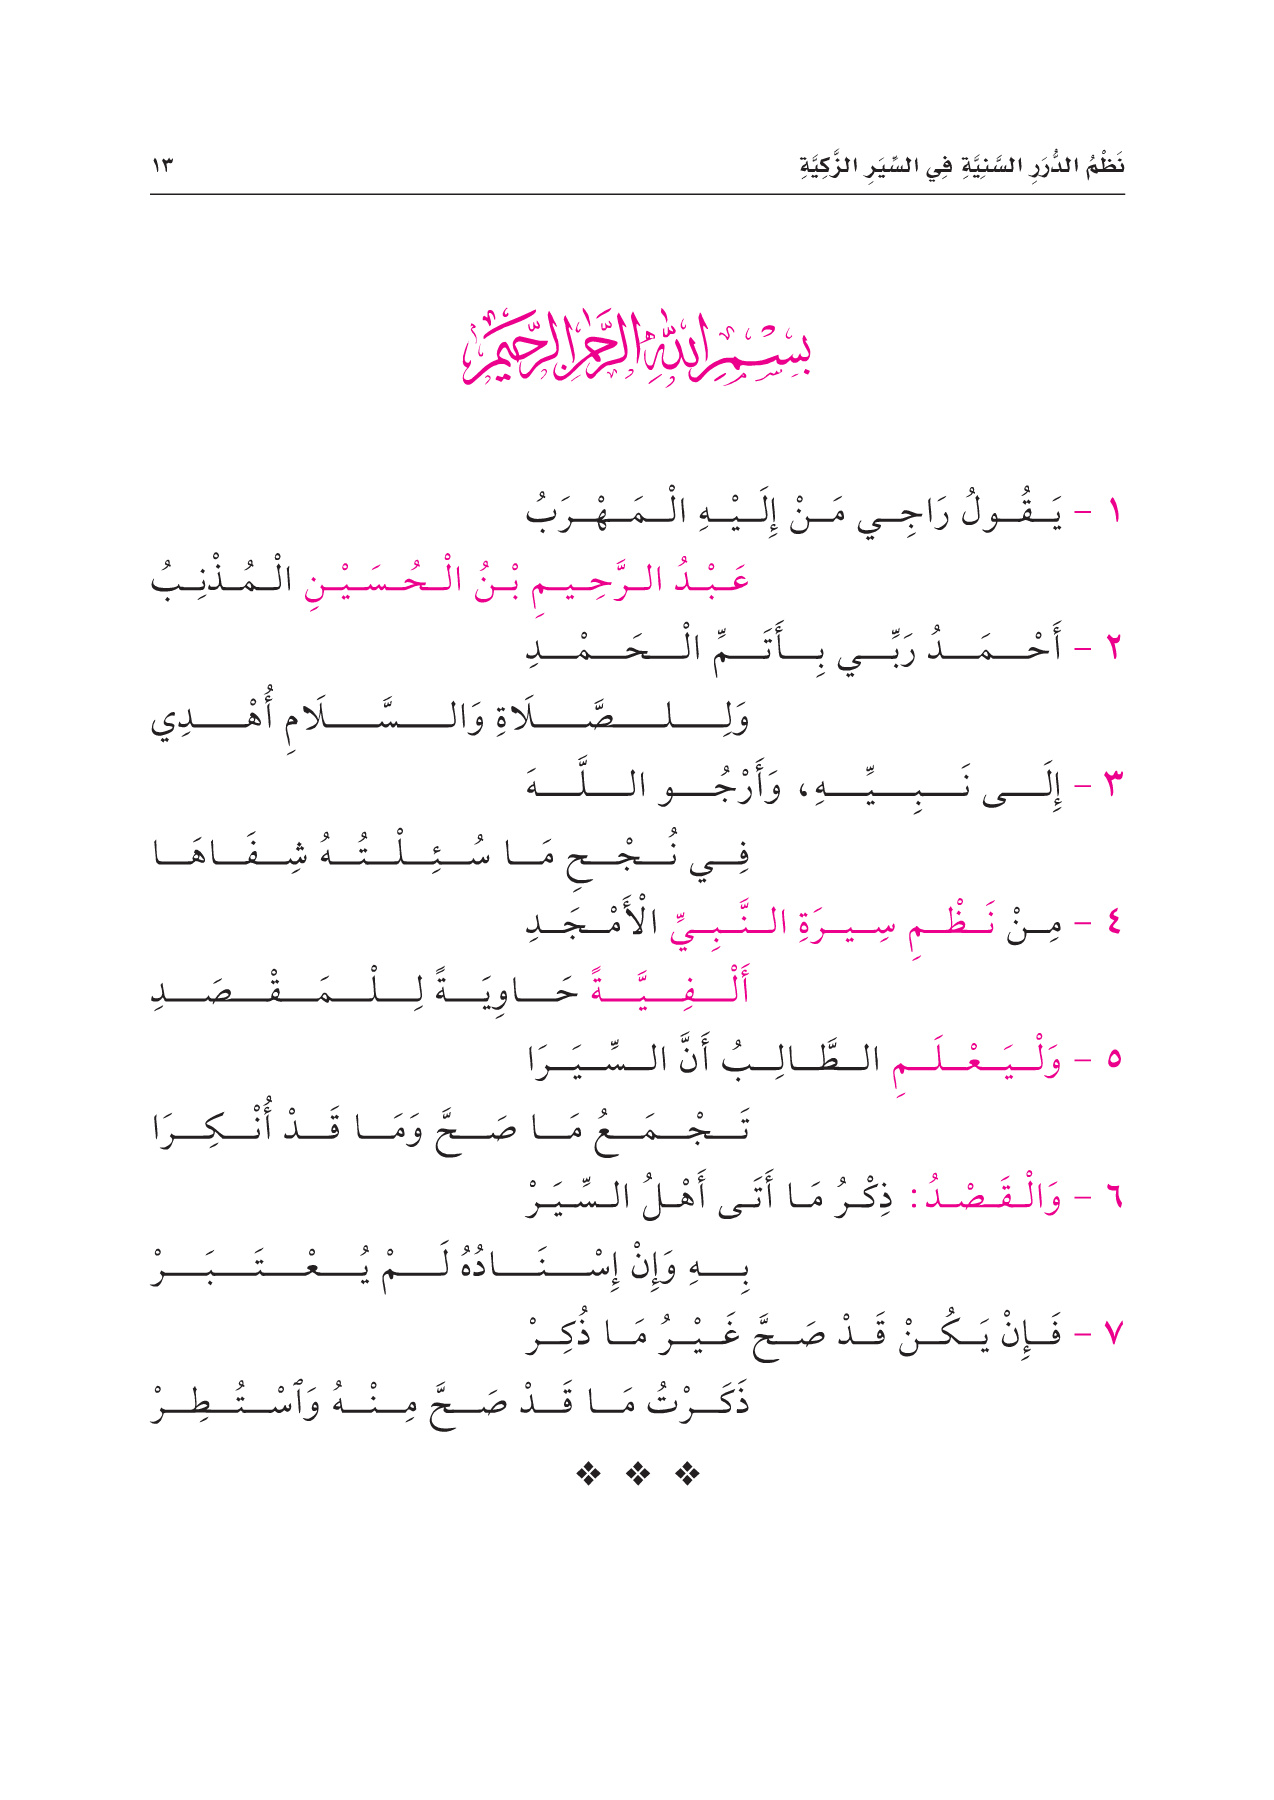 نَظْمُ الدُّرَرِ السَّنِيَّةِ فِي السِّيَرِ الزَّكِيَّةِ ١٣
بِسْمِ اللَّهِ الرَّحْمَٰنِ الرَّحِيمِ
١ - يَقُولُ رَاجِي مَنْ إِلَيْهِ الْمَهْرَبُ
عَبْدُ الرَّحِيمِ بْنُ الْحُسَيْنِ الْمُذْنِبُ
٢ - أَحْمَدُ رَبِّي بِأَتَمِّ الْحَمْدِ
وَلِلصَّلَاةِ وَالسَّلَامِ أُهْدِي
٣ - إِلَى نَبِيِّهِ، وَأَرْجُو اللَّهَ
فِي نُجْحِ مَا سُئِلْتُهُ شِفَاهَا
٤ - مِنْ نَظْمِ سِيرَةِ النَّبِيِّ الْأَمْجَدِ
أَلْفِيَّةً حَاوِيَةً لِلْمَقْصَدِ
٥ - وَلْيَعْلَمِ الطَّالِبُ أَنَّ السِّيَرَا
تَجْمَعُ مَا صَحَّ وَمَا قَدْ أُنْكِرَا
٦ - وَالْقَصْدُ: ذِكْرُ مَا أَتَى أَهْلُ السِّيَرْ
بِهِ وَإِنْ إِسْنَادُهُ لَمْ يُعْتَبَرْ
٧ - فَإِنْ يَكُنْ قَدْ صَحَّ غَيْرُ مَا ذُكِرْ
ذَكَرْتُ مَا قَدْ صَحَّ مِنْهُ وَٱسْتُطِرْ